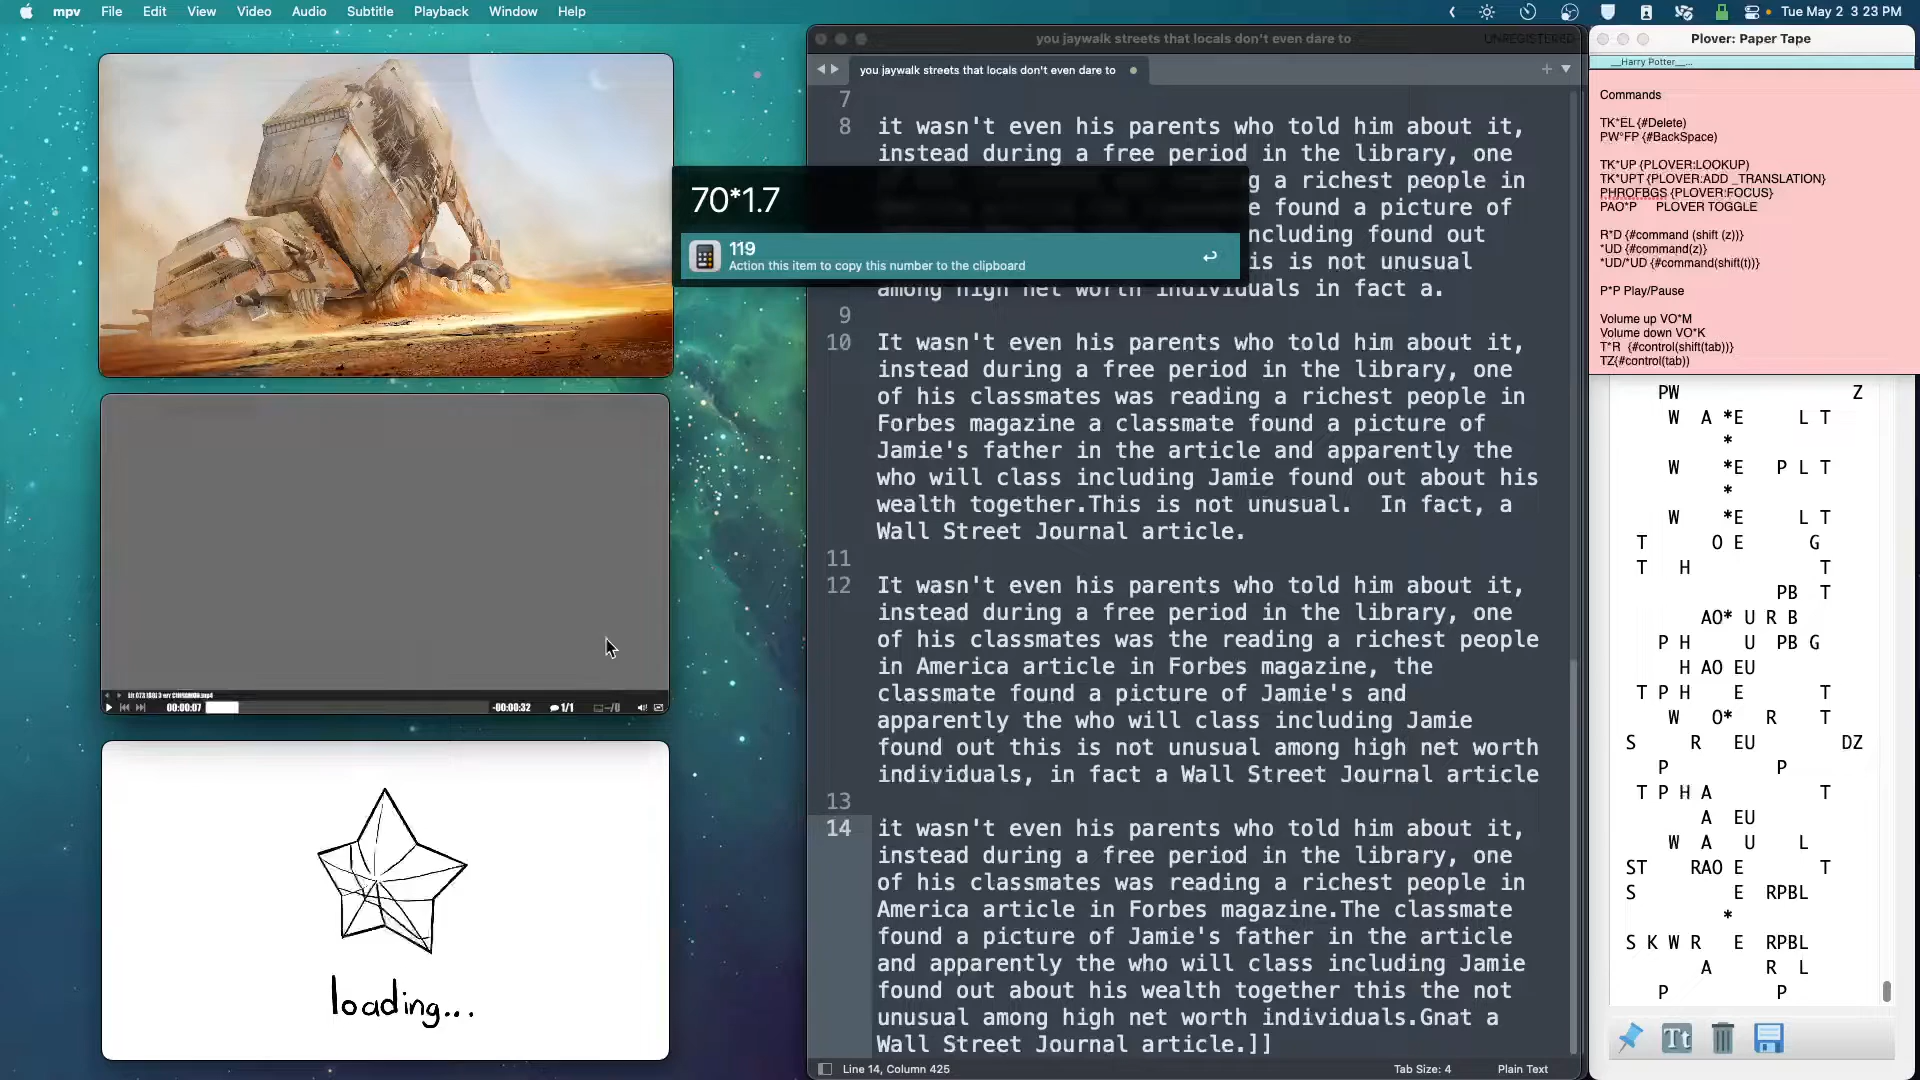 mpv File Edit View Video Audio Subtitle Playback Window Help
Tue May 2 3:23 PM
you jaywalk streets that locals don't even dare to
UNREGISTERED
you jaywalk streets that locals don't even dare to
7
8 it wasn't even his parents who told him about it,
instead during a free period in the library, one
g a richest people in
e found a picture of
ncluding found out
is is not unusual
among high net worth individuals in fact a.
9
10 It wasn't even his parents who told him about it,
instead during a free period in the library, one
of his classmates was reading a richest people in
Forbes magazine a classmate found a picture of
Jamie's father in the article and apparently the
who will class including Jamie found out about his
wealth together.This is not unusual.  In fact, a
Wall Street Journal article.
11
12 It wasn't even his parents who told him about it,
instead during a free period in the library, one
of his classmates was the reading a richest people
in America article in Forbes magazine, the
classmate found a picture of Jamie's and
apparently the who will class including Jamie
found out this is not unusual among high net worth
individuals, in fact a Wall Street Journal article
13
14 it wasn't even his parents who told him about it,
instead during a free period in the library, one
of his classmates was reading a richest people in
America article in Forbes magazine.The classmate
found a picture of Jamie's father in the article
and apparently the who will class including Jamie
found out about his wealth together this the not
unusual among high net worth individuals.Gnat a
Wall Street Journal article.]]
Line 14, Column 425
Tab Size: 4
Plain Text
70*1.7
119
Action this item to copy this number to the clipboard
00:00:07
-00:00:32
1/1
loading...
Plover: Paper Tape
__Harry Potter__...
Commands
TK*EL {#Delete)
PW*FP {#BackSpace)
TK*UP {PLOVER:LOOKUP)
TK*UPT {PLOVER:ADD _TRANSLATION}
PHROFBGS {PLOVER:FOCUS}
PAO*P PLOVER TOGGLE
R*D {#command (shift (z))}
*UD {#command(z)}
*UD/*UD {#command(shift(t))}
P*P Play/Pause
Volume up VO*M
Volume down VO*K
T*R {#control(shift(tab))}
TZ{#control(tab))
PW Z
W A *E L T
*
W *E P L T
*
W *E L T
T O E G
T H T
PB T
AO* U R B
P H U PB G
H AO EU
T P H E T
W O* R T
S R EU DZ
P P
T P H A T
A EU
W A U L
ST RAO E T
S E RPBL
*
S K W R E RPBL
A R L
P P
Tt